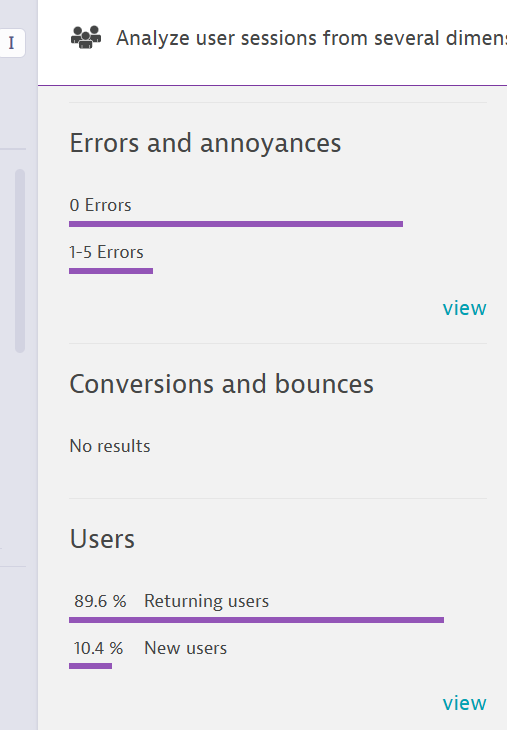 I
Analyze user sessions from several dimens
Errors and annoyances
0 Errors
1-5 Errors
view
Conversions and bounces
No results
Users
89.6 % Returning users
10.4 % New users
view